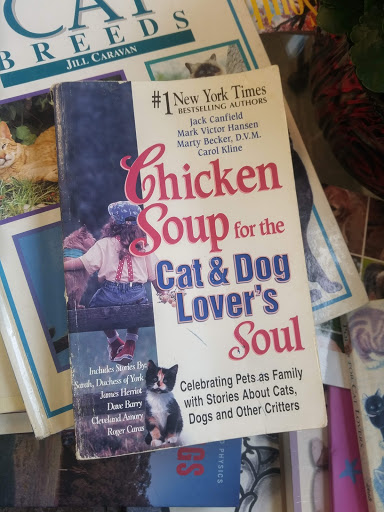 CAT
BREEDS
JILL CARAVAN
#1 New York Times
BESTSELLING AUTHORS
Jack Canfield
Mark Victor Hansen
Marty Becker, D.V.M.
Carol Kline
Chicken
Soup for the
Cat & Dog
Lover's
Soul
Includes Stories By:
Sarah, Duchess of York
James Herriot
Dave Barry
Cleveland Amory
Roger Caras
Celebrating Pets as Family
with Stories About Cats,
Dogs and Other Critters
PHYSICS
GS